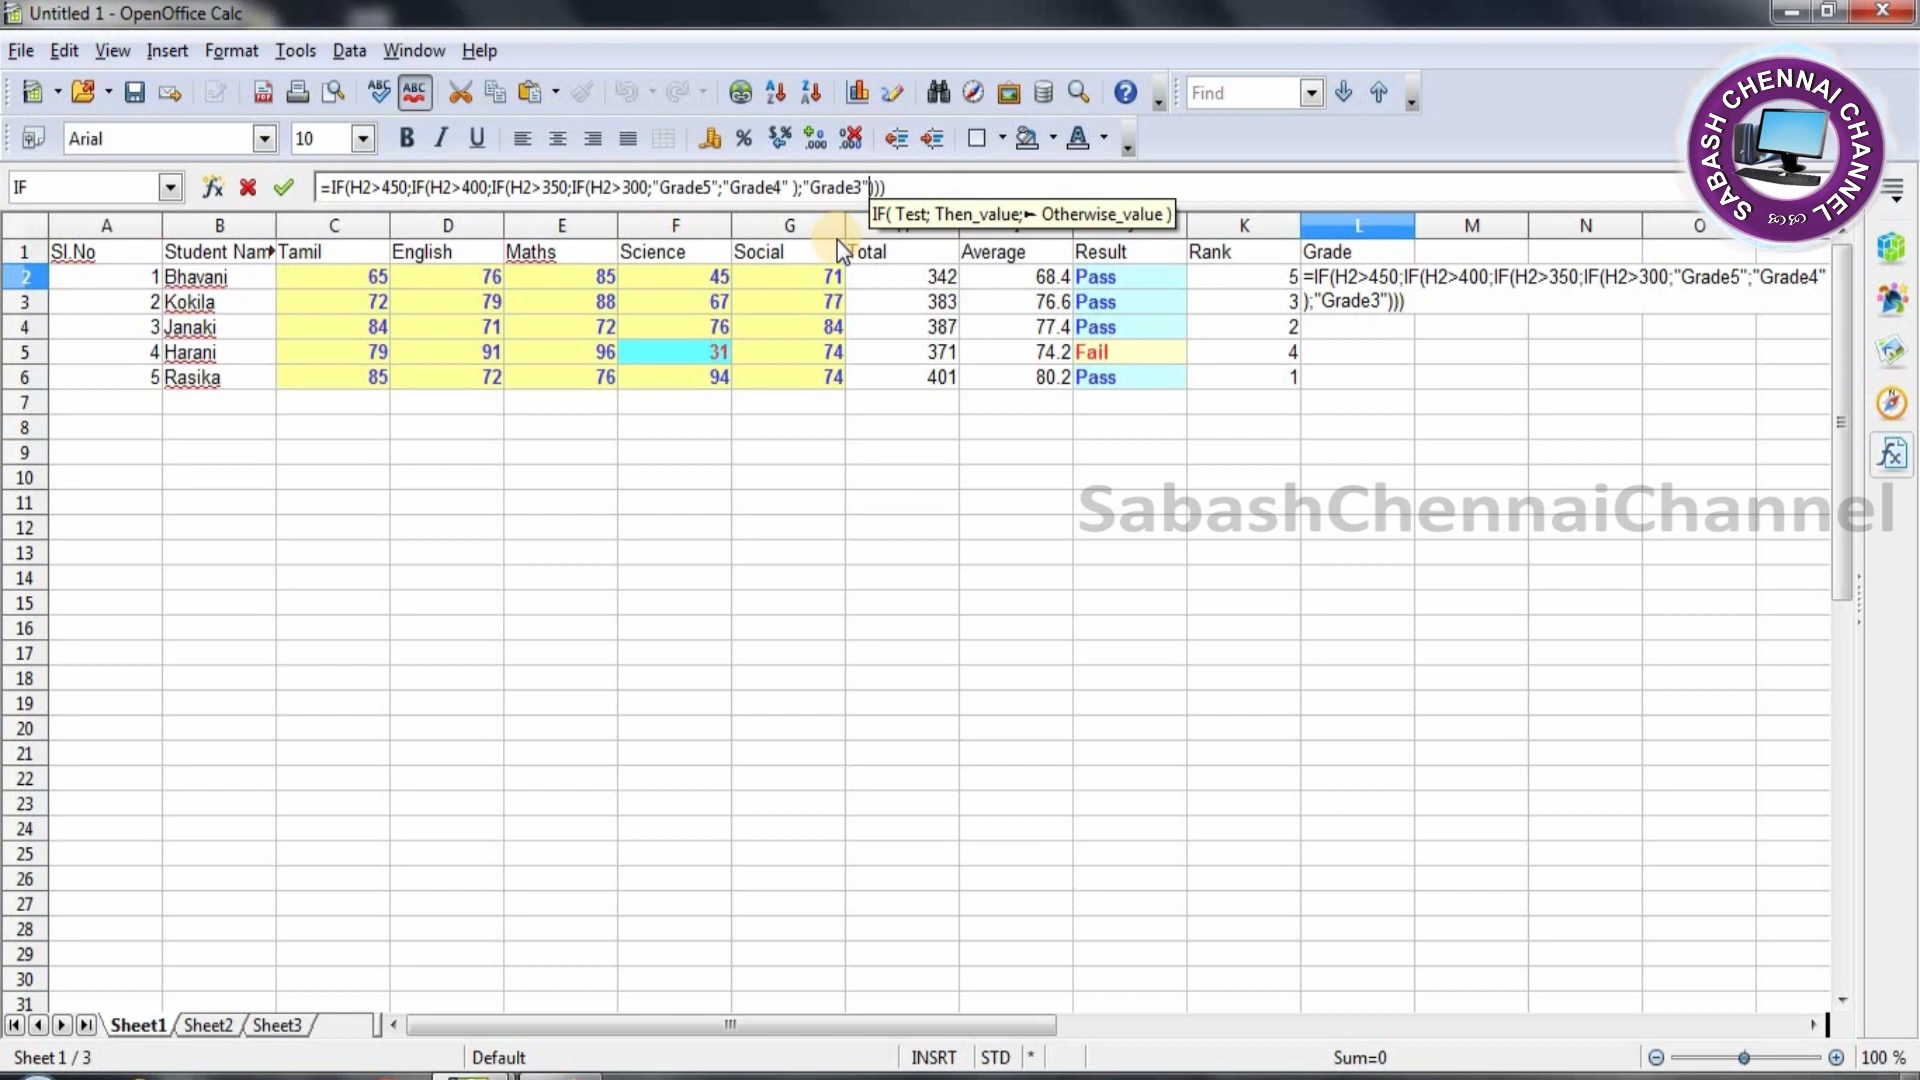 Untitled 1 - OpenOffice Calc
File Edit View Insert Format Tools Data Window Help
Find
Arial 10
IF =IF(H2>450;IF(H2>400;IF(H2>350;IF(H2>300;"Grade5";"Grade4" );"Grade3")))
IF( Test; Then_value; Otherwise_value )
A B C D E F G K L M N O
1 Sl.No Student Nam Tamil English Maths Science Social Total Average Result Rank Grade
2 1 Bhavani 65 76 85 45 71 342 68.4 Pass 5 =IF(H2>450;IF(H2>400;IF(H2>350;IF(H2>300;"Grade5";"Grade4"
3 2 Kokila 72 79 88 67 77 383 76.6 Pass 3 );"Grade3")))
4 3 Janaki 84 71 72 76 84 387 77.4 Pass 2
5 4 Harani 79 91 96 31 74 371 74.2 Fail 4
6 5 Rasika 85 72 76 94 74 401 80.2 Pass 1
7
8
9
10
11
12
13
14
15
16
17
18
19
20
21
22
23
24
25
26
27
28
29
30
31
SABASH CHENNAI CHANNEL
SabashChennaiChannel
Sheet1 Sheet2 Sheet3
Sheet 1 / 3 Default INSRT STD * Sum=0 100 %